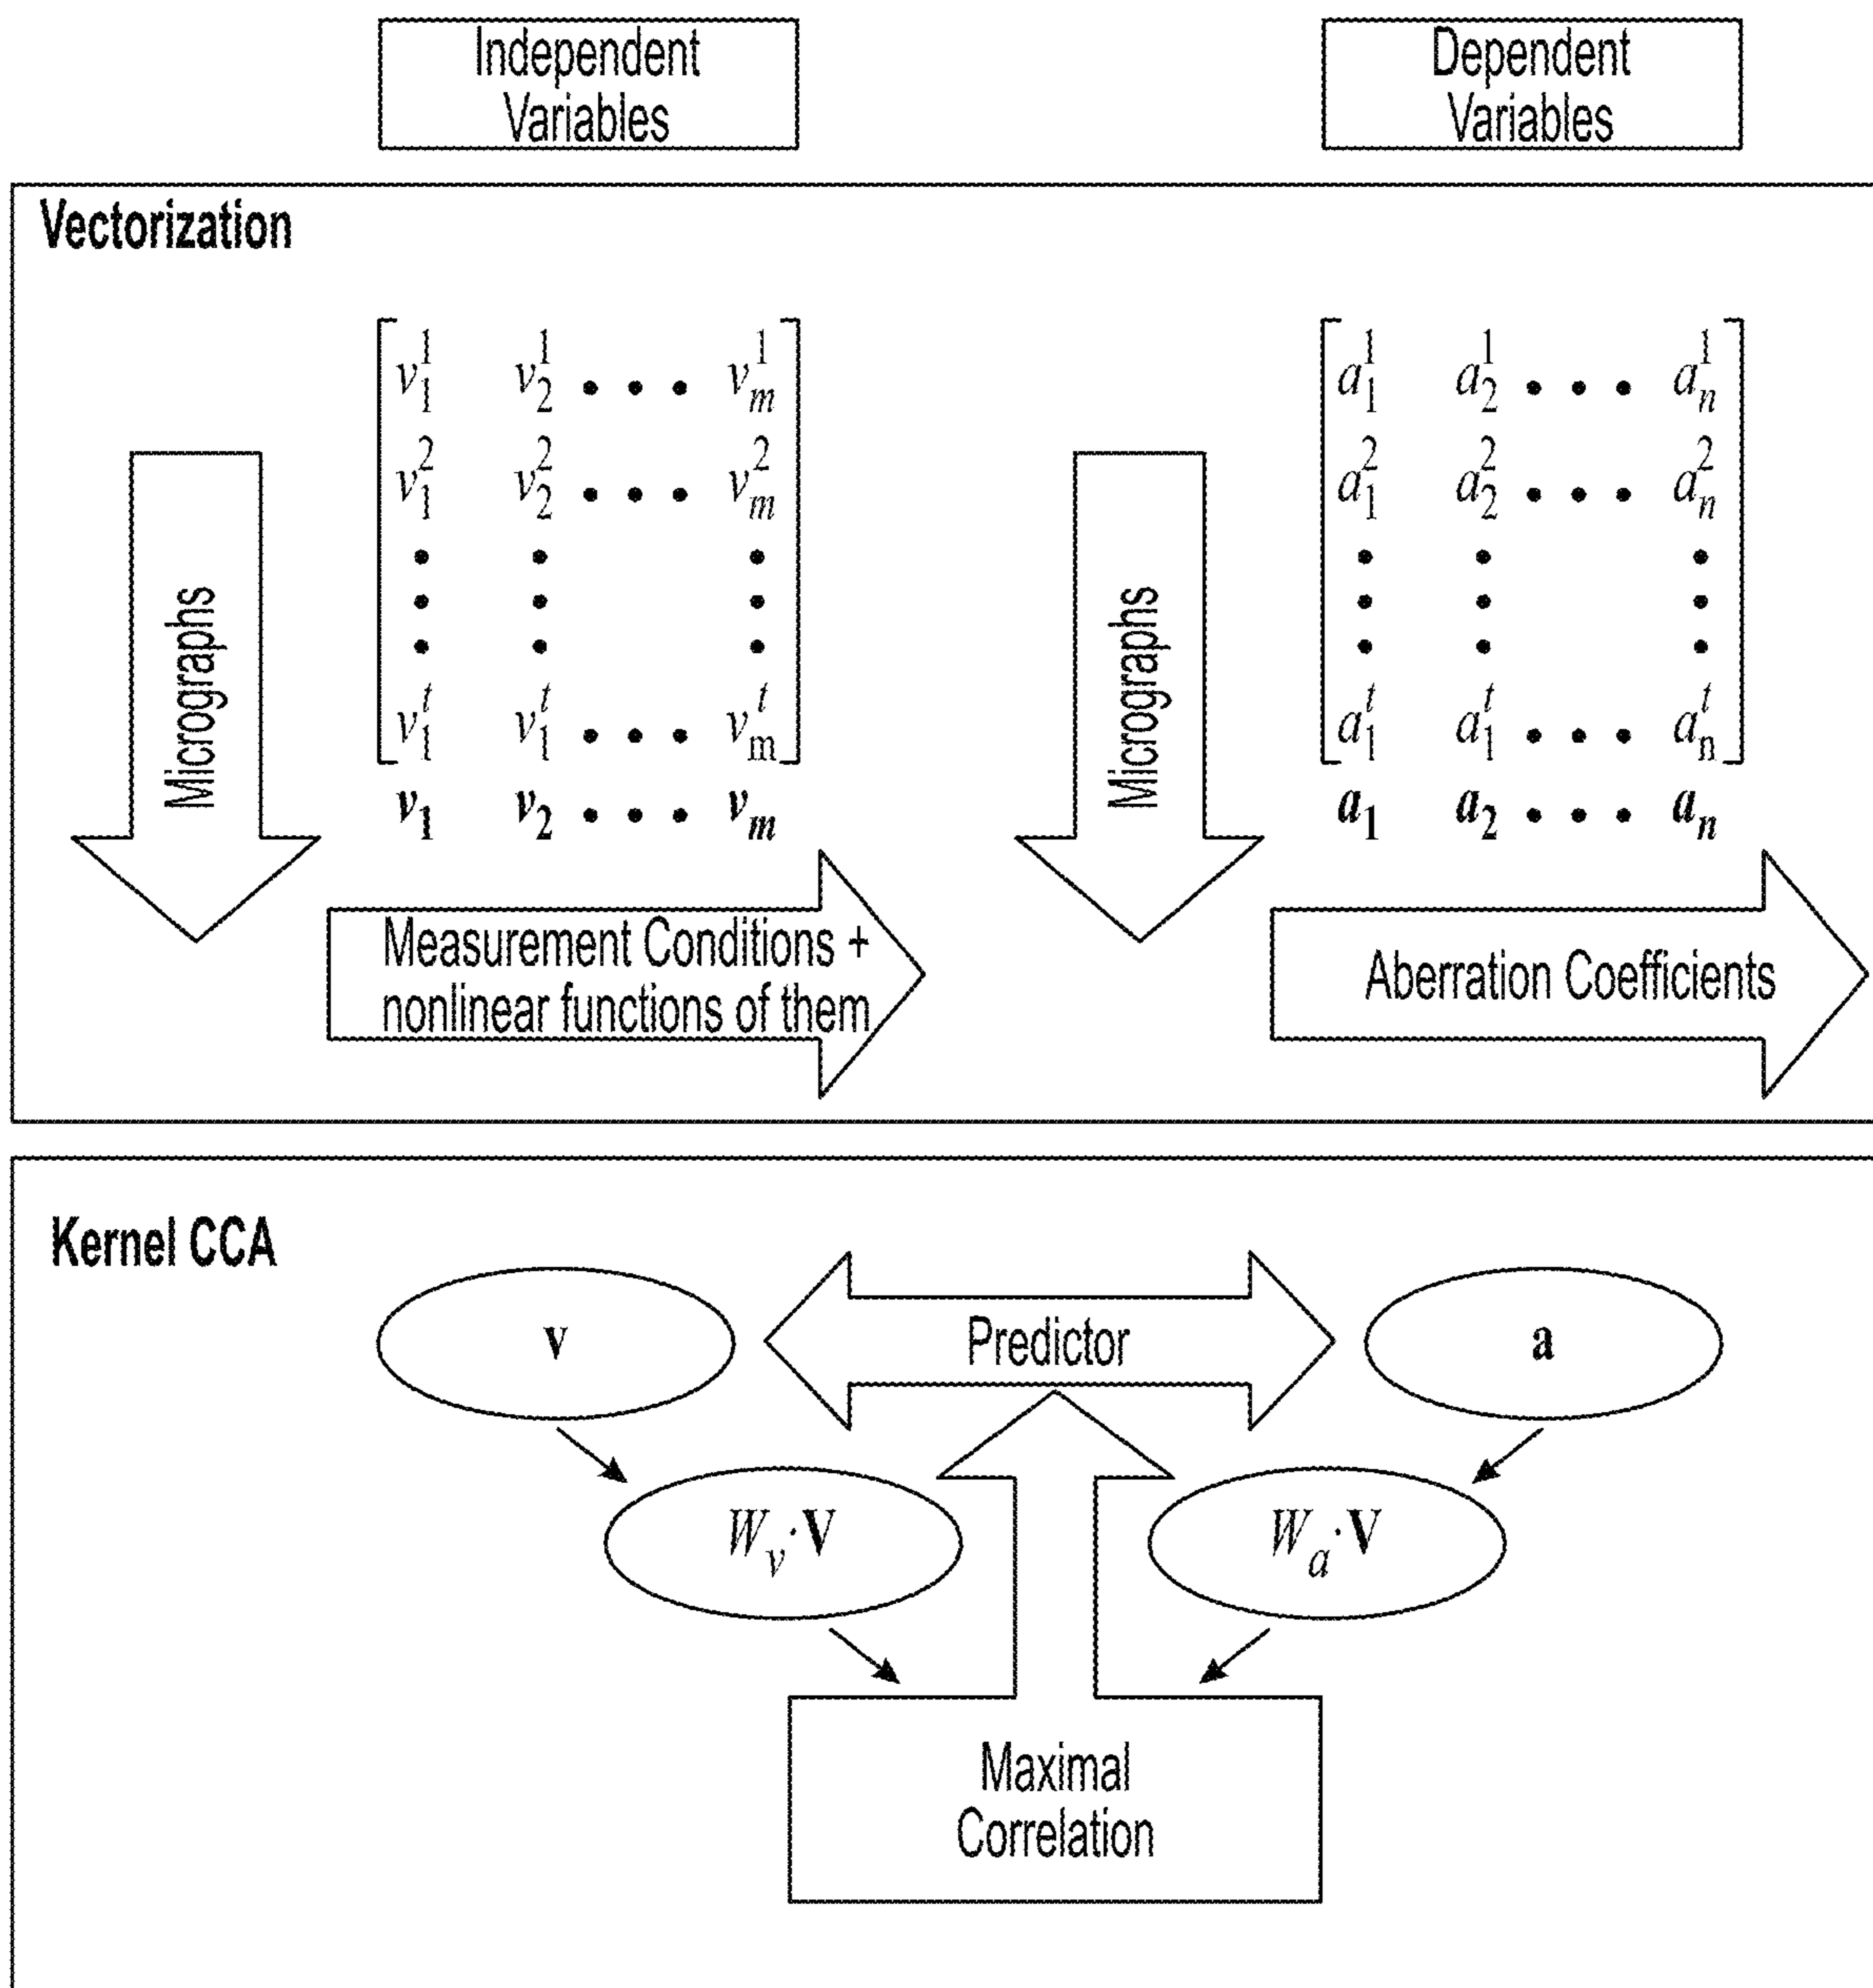 Independent
Variables
Dependent
Variables
Vectorization
v₁¹ v₂¹ • • • vₘ¹
v₁² v₂² • • • vₘ²
v₁ᵗ v₁ᵗ • • • vₘᵗ
v₁ v₂ • • • vₘ
Micrographs
Measurement Conditions +
nonlinear functions of them
a₁¹ a₂¹ • • • aₙ¹
a₁² a₂² • • • aₙ²
a₁ᵗ a₁ᵗ • • • aₙᵗ
a₁ a₂ • • • aₙ
Micrographs
Aberration Coefficients
Kernel CCA
v
Predictor
a
Wᵥ·V
Wₐ·V
Maximal
Correlation